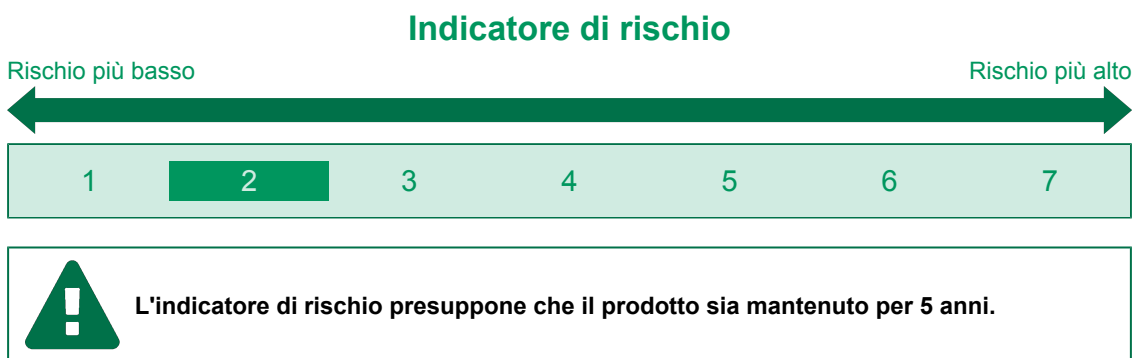 Indicatore di rischio
Rischio più basso
Rischio più alto
1 2 3 4 5 6 7
L'indicatore di rischio presuppone che il prodotto sia mantenuto per 5 anni.